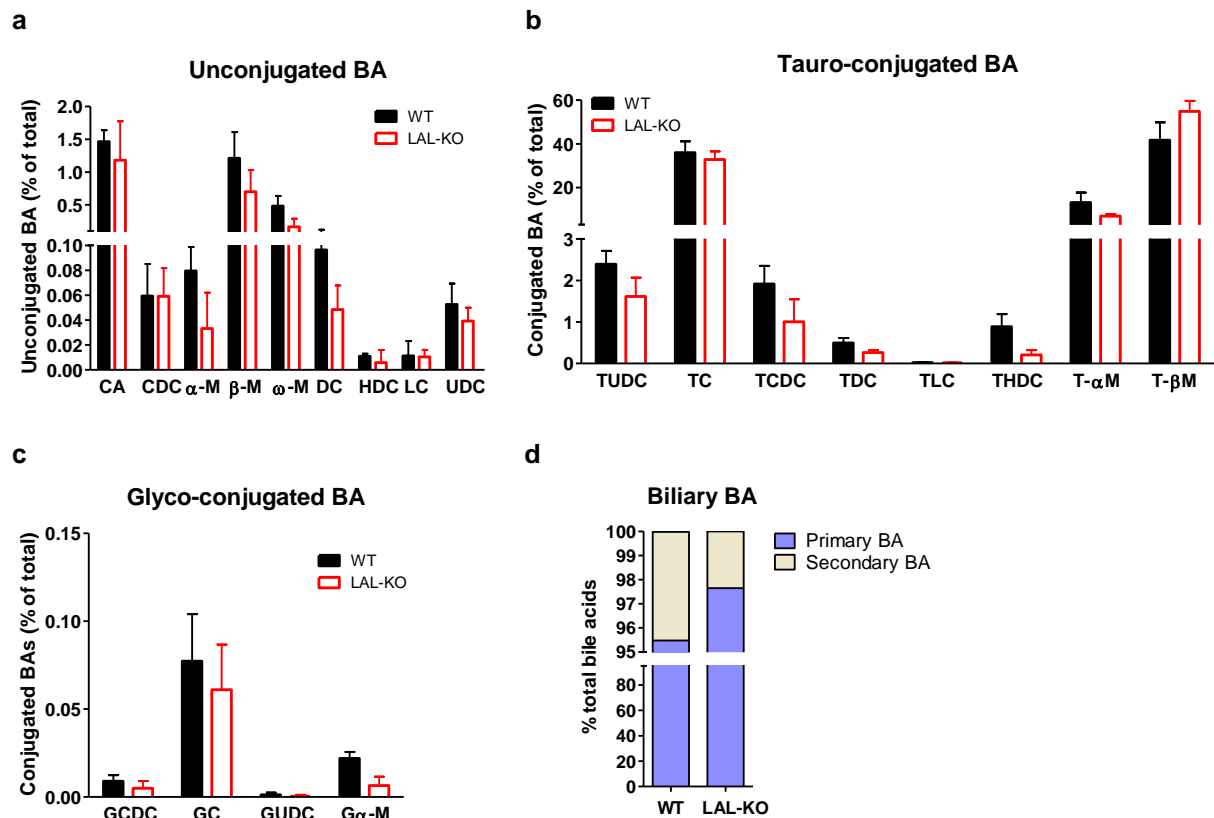 a
Unconjugated BA
WT
LAL-KO
Unconjugated BA (% of total)
2.0
1.5
1.0
0.5
0.10
0.08
0.06
0.04
0.02
0.00
CA CDC α-M β-M ω-M DC HDC LC UDC
b
Tauro-conjugated BA
WT
LAL-KO
Conjugated BA (% of total)
60
40
20
3
2
1
0
TUDC TC TCDC TDC TLC THDC T-αM T-βM
c
Glyco-conjugated BA
WT
LAL-KO
Conjugated BAs (% of total)
0.15
0.10
0.05
0.00
GCDC GC GUDC Gα-M
d
Biliary BA
Primary BA
Secondary BA
% total bile acids
100
99
98
97
96
95
80
60
40
20
0
WT LAL-KO